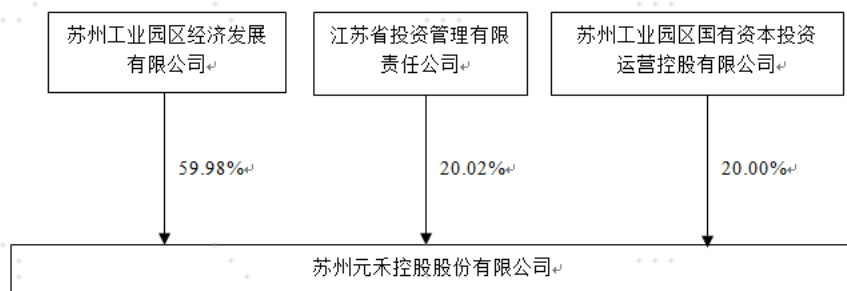 苏州工业园区经济发展
有限公司
江苏省投资管理有限
责任公司
苏州工业园区国有资本投资
运营控股有限公司
59.98%
20.02%
20.00%
苏州元禾控股股份有限公司